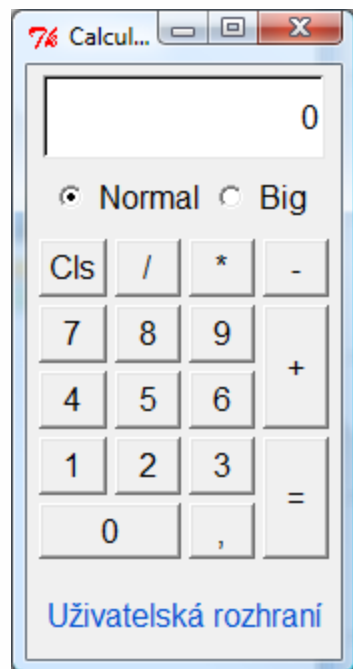 Calcul...
0
Normal Big
Cls / * -
7 8 9 +
4 5 6
1 2 3 =
0 ,
Uživatelská rozhraní